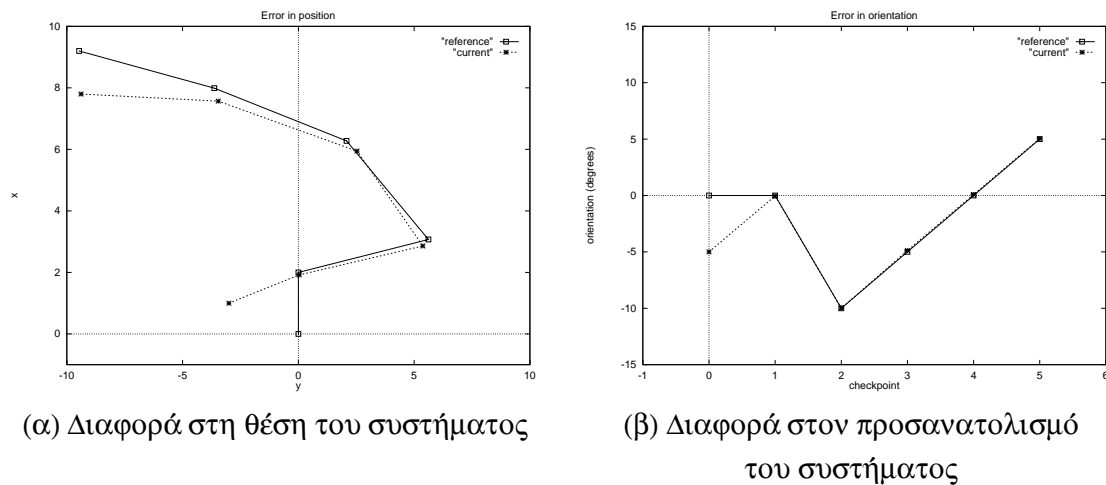 Error in position
10
8
6
4
2
0
-10
-5
0
5
10
x
y
"reference"
"current"
Error in orientation
15
10
5
0
-5
-10
-15
-1
0
1
2
3
4
5
6
orientation (degrees)
checkpoint
"reference"
"current"
(α) Διαφορά στη θέση του συστήματος
(β) Διαφορά στον προσανατολισμό
του συστήματος